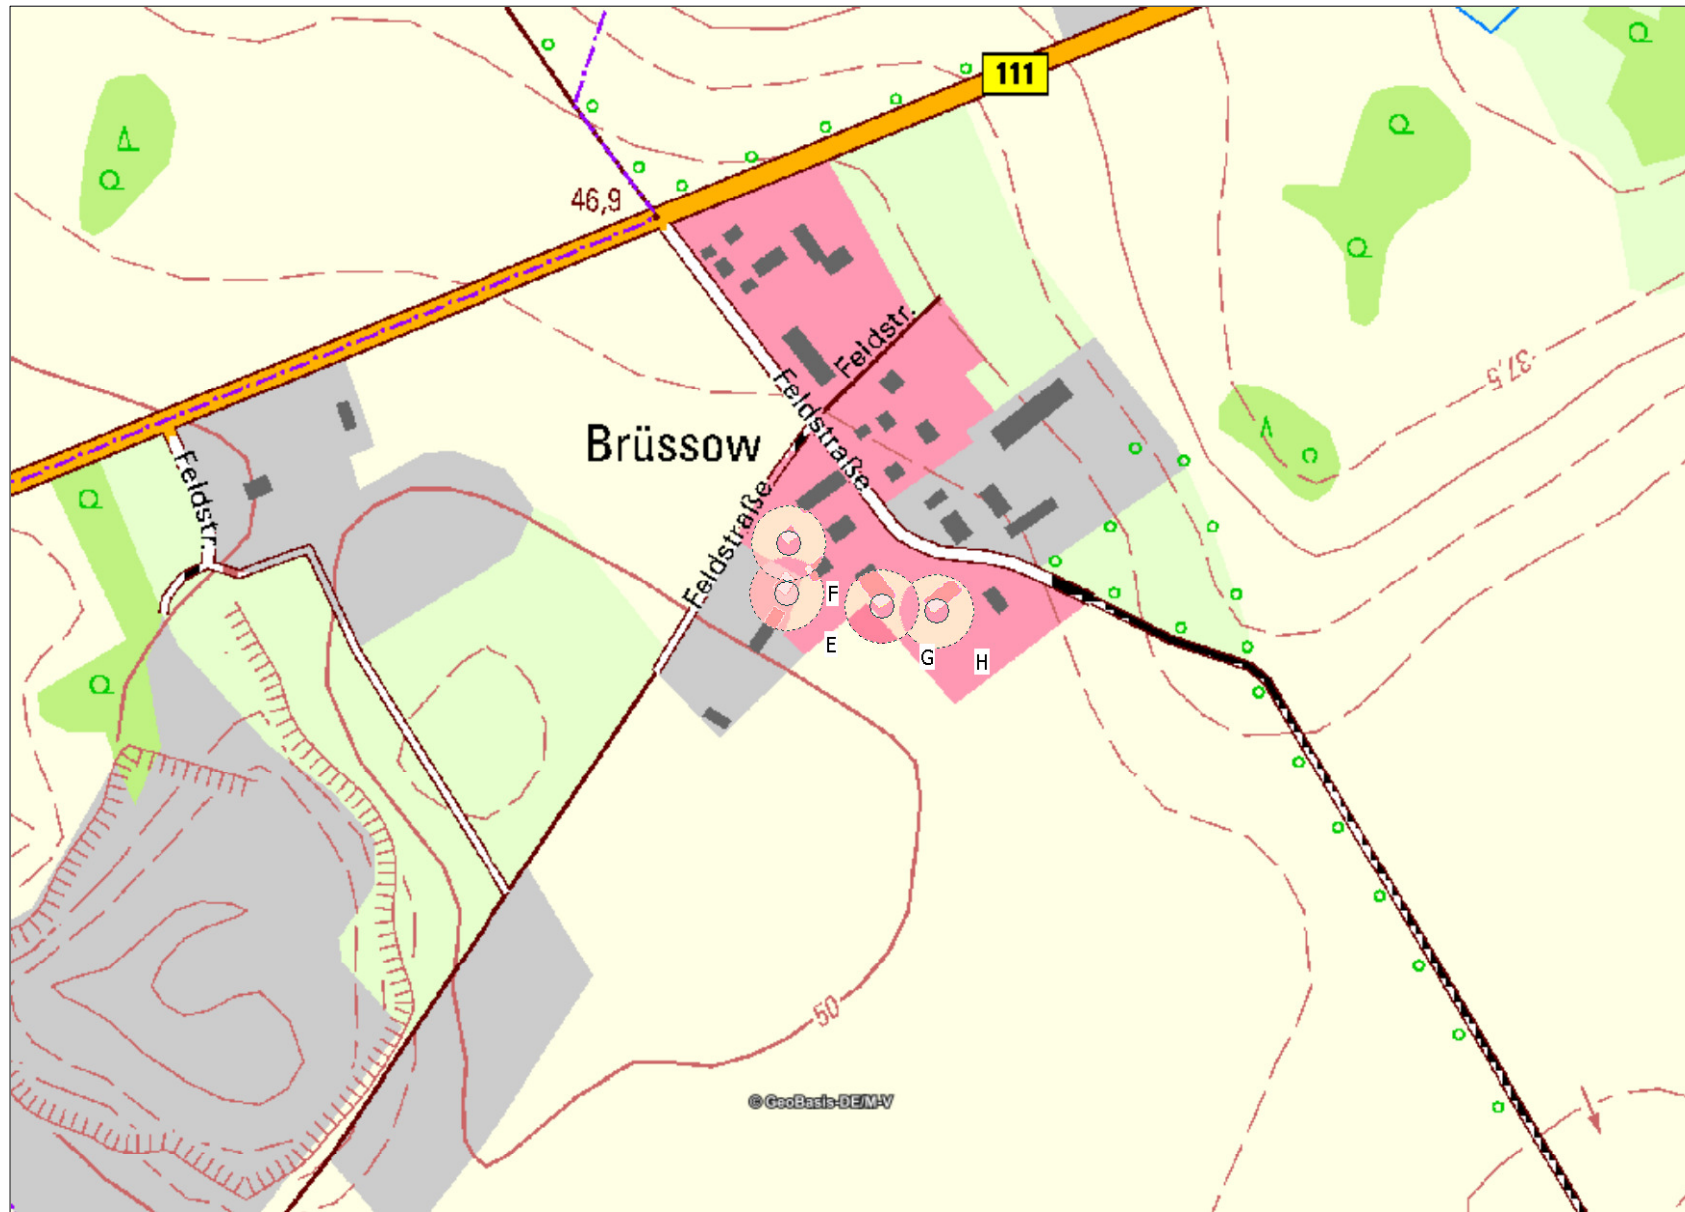 111
46,9
Feldstr.
37,5
Feldstraße
Brüssow
Feldstr.
Feldstraße
F
E
G
H
50
© GeoBasis-DE/M-V